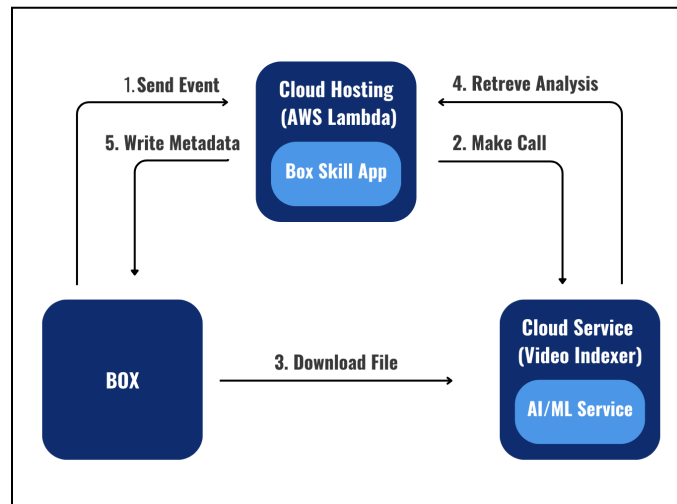 1. Send Event
Cloud Hosting
(AWS Lambda)
4. Retreve Analysis
5. Write Metadata
Box Skill App
2. Make Call
BOX
3. Download File
Cloud Service
(Video Indexer)
AI/ML Service